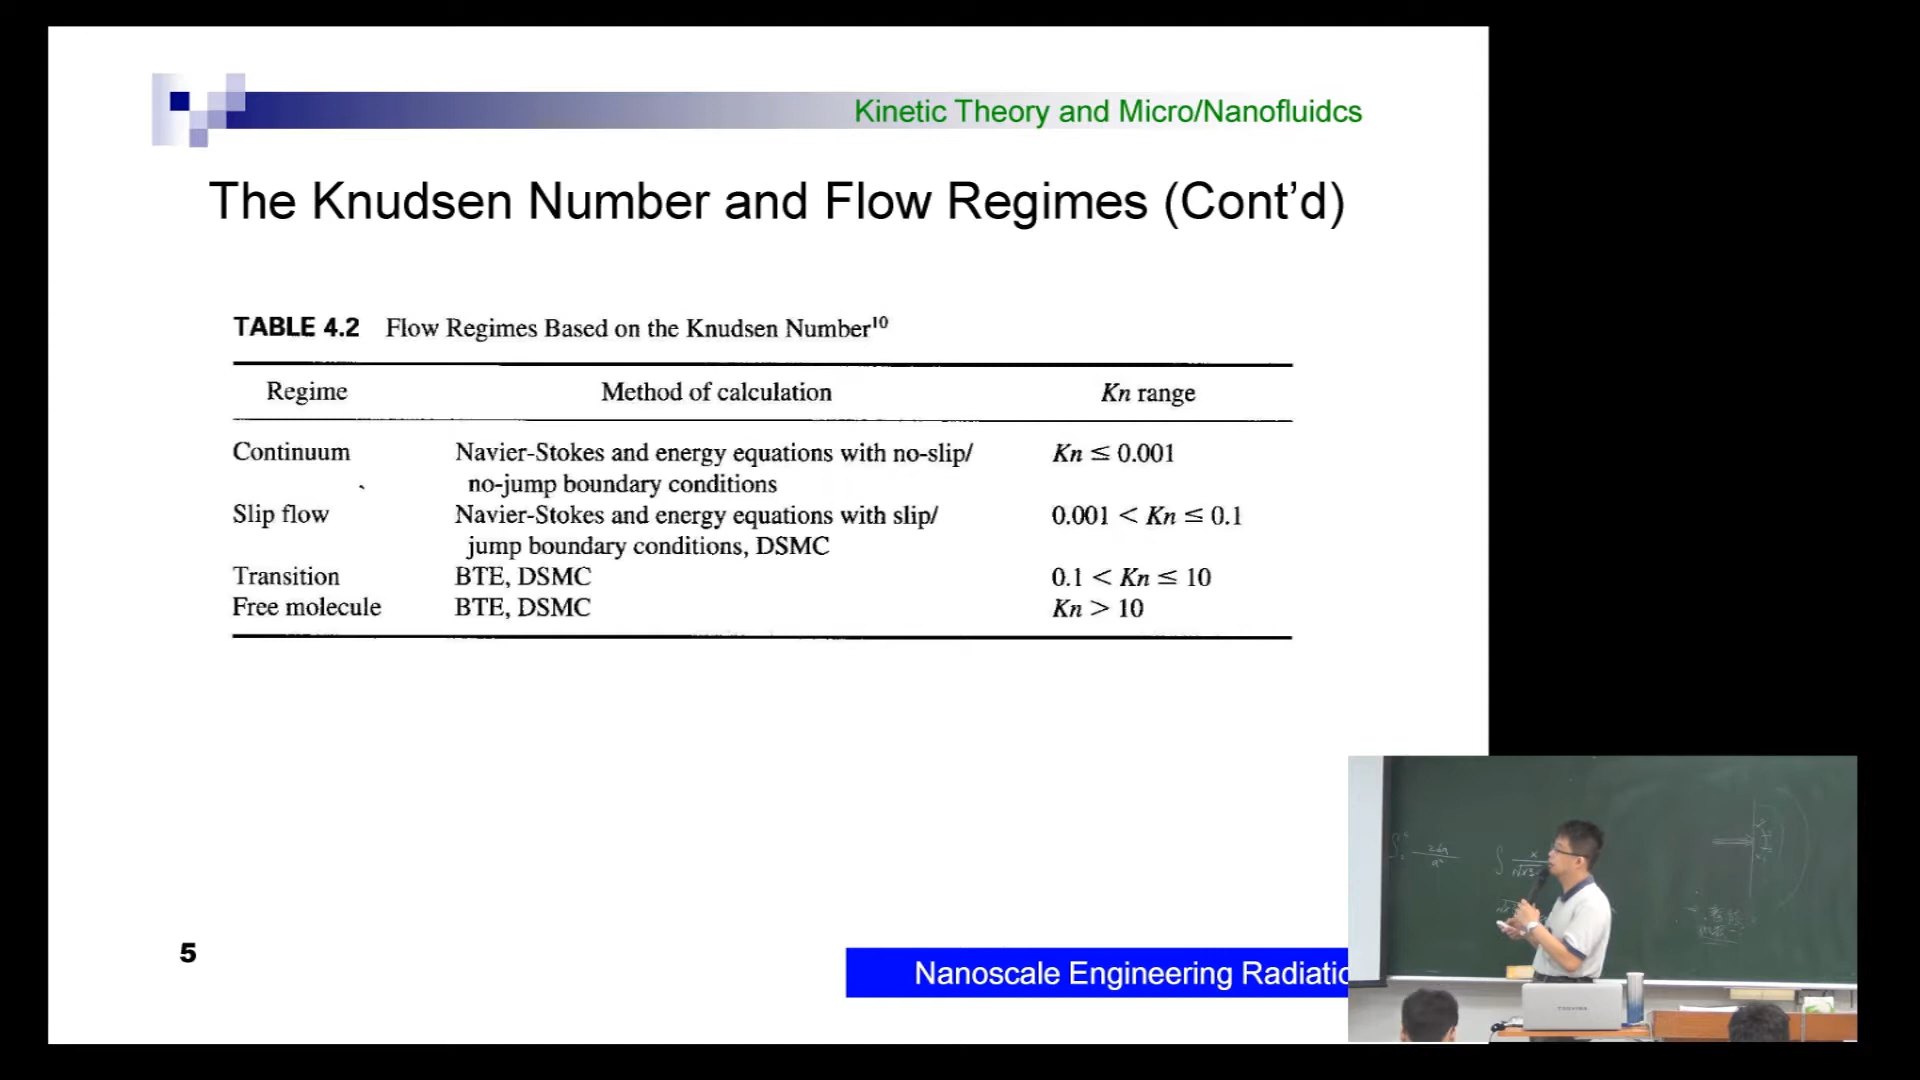 Kinetic Theory and Micro/Nanofluidcs
The Knudsen Number and Flow Regimes (Cont’d)
TABLE 4.2 Flow Regimes Based on the Knudsen Number¹⁰
Regime Method of calculation Kn range
Continuum Navier-Stokes and energy equations with no-slip/ Kn ≤ 0.001
no-jump boundary conditions
Slip flow Navier-Stokes and energy equations with slip/ 0.001 < Kn ≤ 0.1
jump boundary conditions, DSMC
Transition BTE, DSMC 0.1 < Kn ≤ 10
Free molecule BTE, DSMC Kn > 10
5
Nanoscale Engineering Radiatio
TOSHIBA